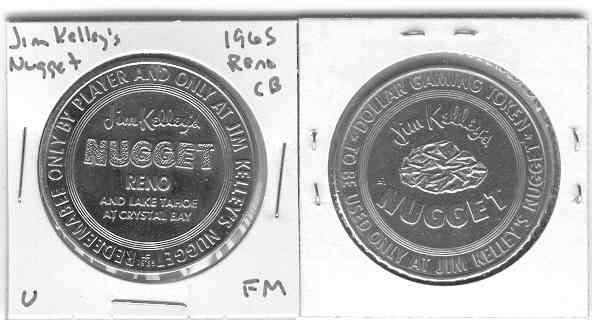 Jim Kelley's
Nugget
1965
Reno
CB
REDEEMABLE ONLY BY PLAYER AND ONLY AT JIM KELLEY'S NUGGET
Jim Kelley's
NUGGET
RENO
AND LAKE TAHOE
AT CRYSTAL BAY
U
FM
DOLLAR GAMING TOKEN
Jim Kelley's
NUGGET
TO BE USED ONLY AT JIM KELLEY'S NUGGET